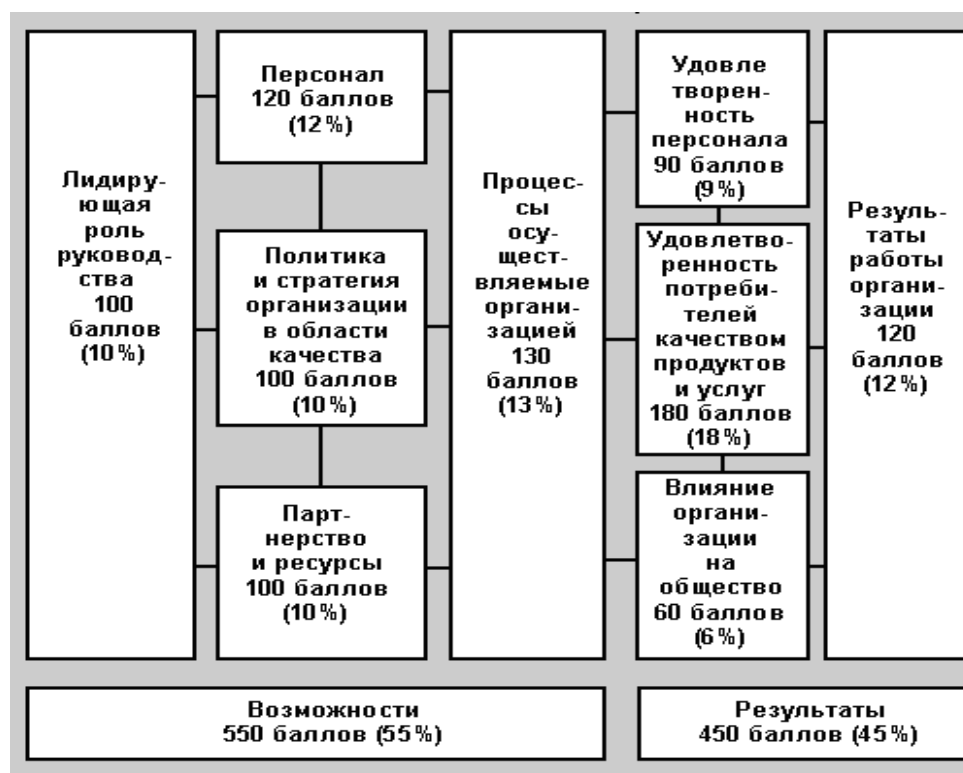 Лидирую-
ющая
роль
руковод-
ства
100
баллов
(10%)
Персонал
120 баллов
(12%)
Политика
и стратегия
организации
в области
качества
100 баллов
(10%)
Парт-
нерство
и ресурсы
100 баллов
(10%)
Процес-
сы
осу-
щест-
вляемые
органи-
зацией
130
баллов
(13%)
Удовле
творен-
ность
персонала
90 баллов
(9%)
Удовлетво-
ренность
потреби-
телей
качеством
продуктов
и услуг
180 баллов
(18%)
Влияние
органи-
зации
на
общество
60 баллов
(6%)
Резуль-
таты
работы
органи-
зации
120
баллов
(12%)
Возможности
550 баллов (55%)
Результаты
450 баллов (45%)